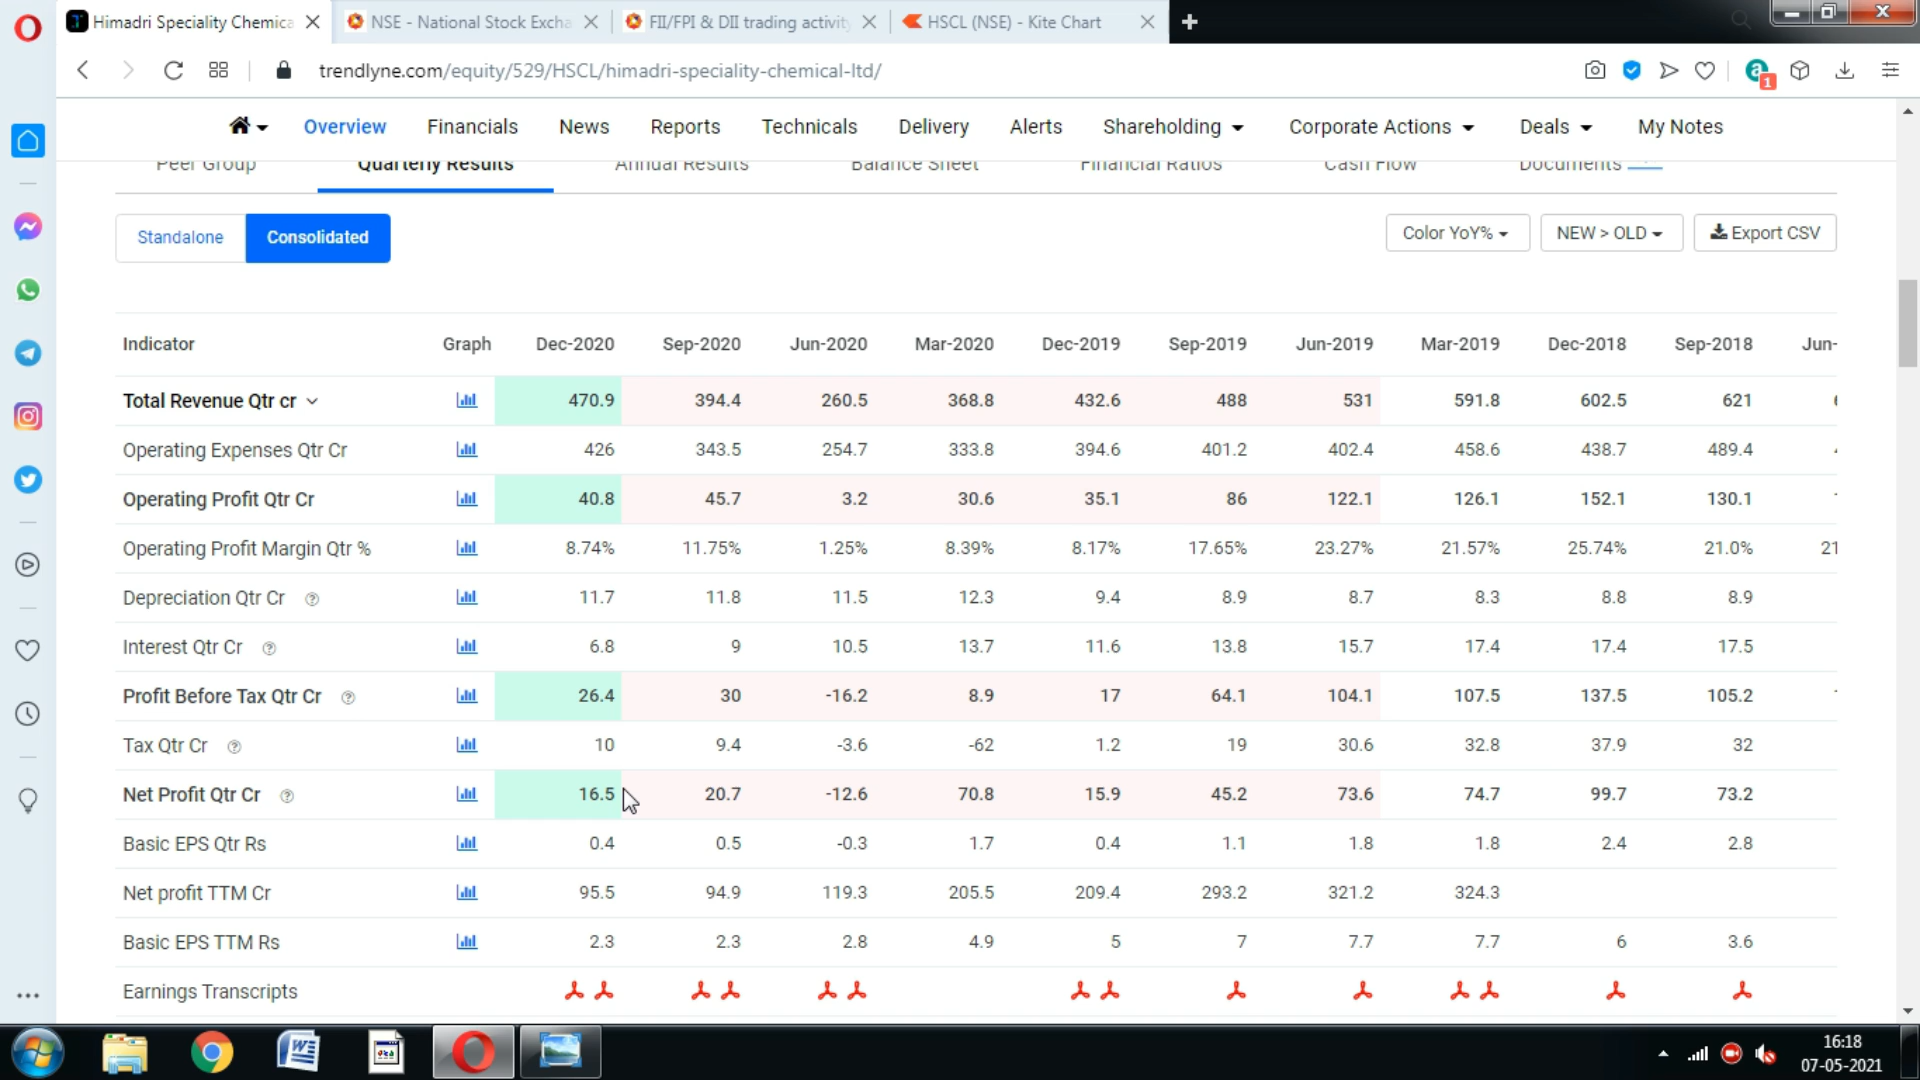 Himadri Speciality Chemica
NSE - National Stock Excha
FII/FPI & DII trading activity
HSCL (NSE) - Kite Chart
trendlyne.com/equity/529/HSCL/himadri-speciality-chemical-ltd/
1
Overview Financials News Reports Technicals Delivery Alerts Shareholding Corporate Actions Deals My Notes
Peer Group Quarterly Results Annual Results Balance Sheet Financial Ratios Cash Flow Documents
Standalone Consolidated Color YoY% NEW > OLD Export CSV
Indicator Graph Dec-2020 Sep-2020 Jun-2020 Mar-2020 Dec-2019 Sep-2019 Jun-2019 Mar-2019 Dec-2018 Sep-2018 Jun-
Total Revenue Qtr cr 470.9 394.4 260.5 368.8 432.6 488 531 591.8 602.5 621
Operating Expenses Qtr Cr 426 343.5 254.7 333.8 394.6 401.2 402.4 458.6 438.7 489.4
Operating Profit Qtr Cr 40.8 45.7 3.2 30.6 35.1 86 122.1 126.1 152.1 130.1
Operating Profit Margin Qtr % 8.74% 11.75% 1.25% 8.39% 8.17% 17.65% 23.27% 21.57% 25.74% 21.0% 21
Depreciation Qtr Cr 11.7 11.8 11.5 12.3 9.4 8.9 8.7 8.3 8.8 8.9
Interest Qtr Cr 6.8 9 10.5 13.7 11.6 13.8 15.7 17.4 17.4 17.5
Profit Before Tax Qtr Cr 26.4 30 -16.2 8.9 17 64.1 104.1 107.5 137.5 105.2
Tax Qtr Cr 10 9.4 -3.6 -62 1.2 19 30.6 32.8 37.9 32
Net Profit Qtr Cr 16.5 20.7 -12.6 70.8 15.9 45.2 73.6 74.7 99.7 73.2
Basic EPS Qtr Rs 0.4 0.5 -0.3 1.7 0.4 1.1 1.8 1.8 2.4 2.8
Net profit TTM Cr 95.5 94.9 119.3 205.5 209.4 293.2 321.2 324.3
Basic EPS TTM Rs 2.3 2.3 2.8 4.9 5 7 7.7 7.7 6 3.6
Earnings Transcripts
16:18
07-05-2021